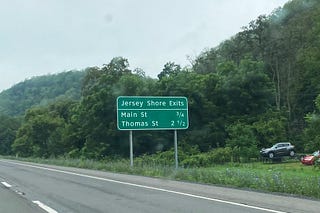 Jersey Shore Exits
Main St ¾
Thomas St 2 ½